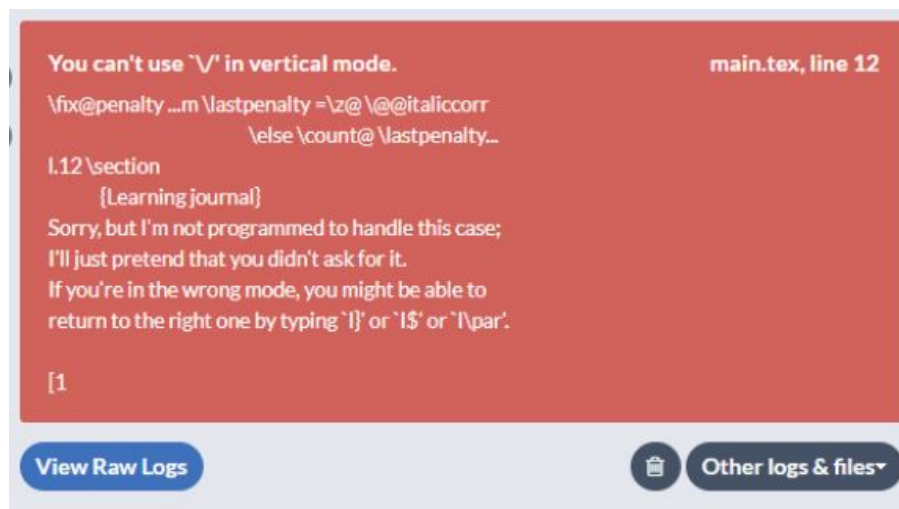 You can't use `\/' in vertical mode. main.tex, line 12
\fix@penalty ...m \lastpenalty =\z@ \@@italiccorr
\else \count@ \lastpenalty...
l.12 \section
{Learning journal}
Sorry, but I'm not programmed to handle this case;
I'll just pretend that you didn't ask for it.
If you're in the wrong mode, you might be able to
return to the right one by typing `I}' or `I$' or `I\par'.
[1
View Raw Logs Other logs & files